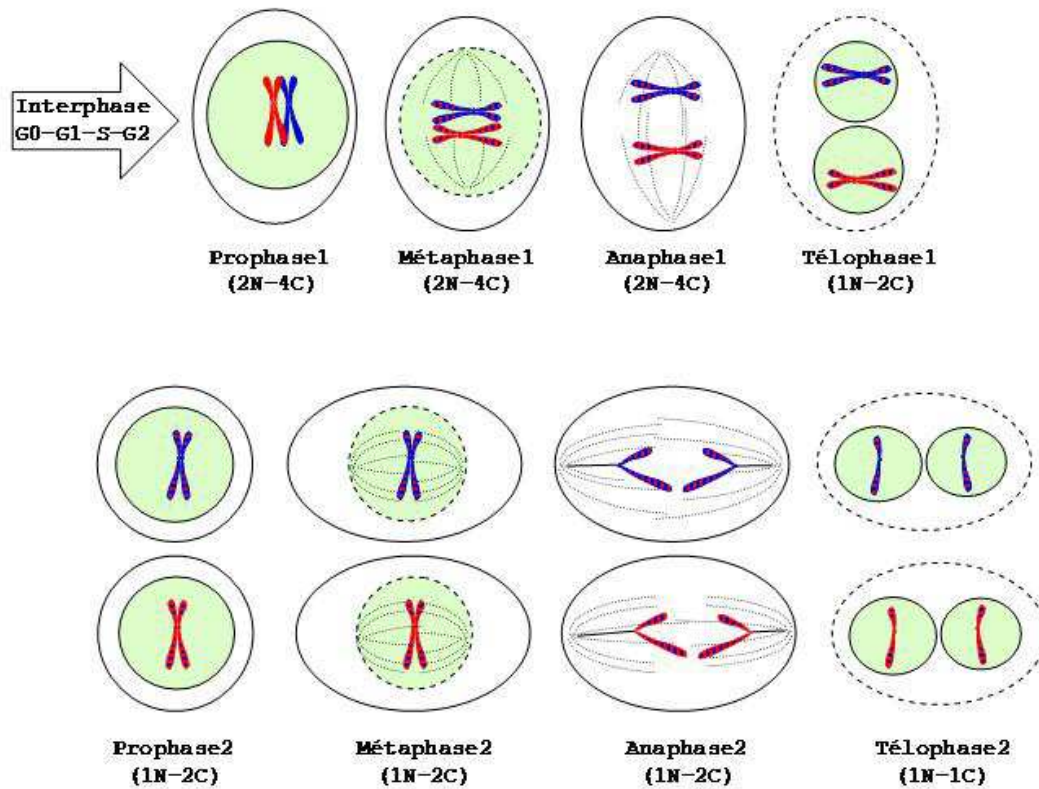 Interphase
G0-G1-S-G2
Prophase1
(2N-4C)
Métaphase1
(2N-4C)
Anaphase1
(2N-4C)
Télophase1
(1N-2C)
Prophase2
(1N-2C)
Métaphase2
(1N-2C)
Anaphase2
(1N-2C)
Télophase2
(1N-1C)